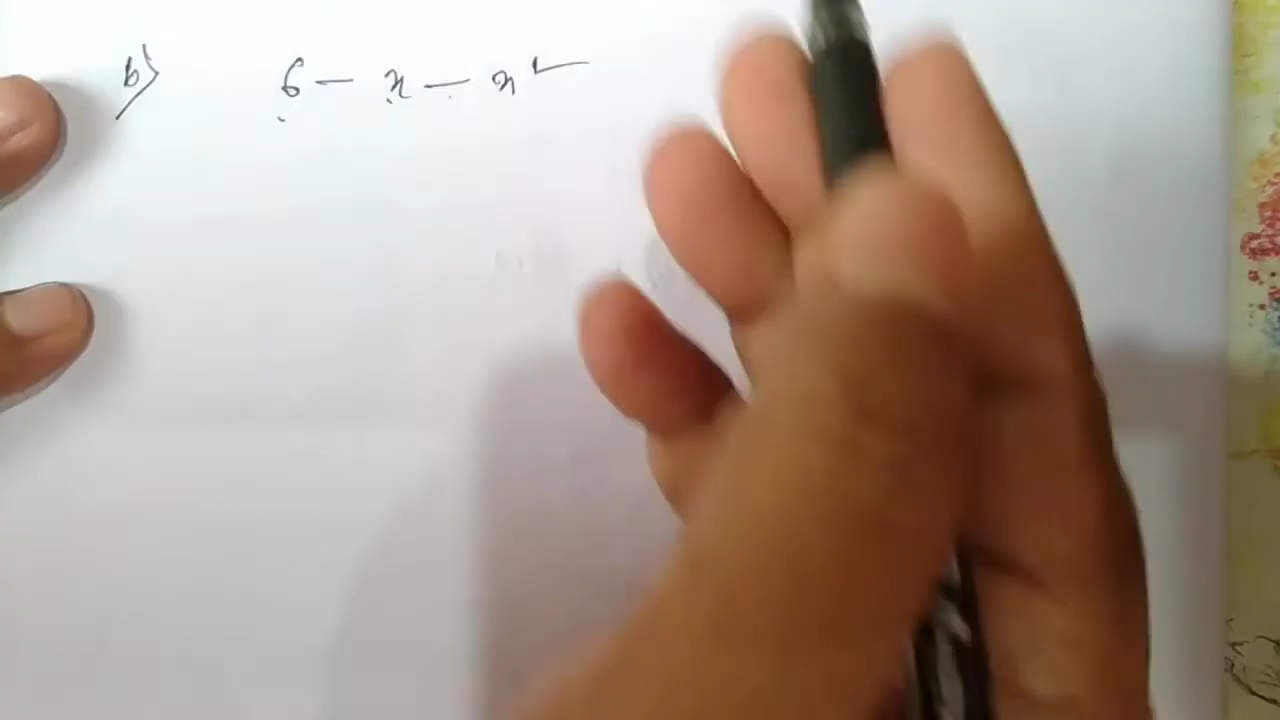 b) 6 - x - x²